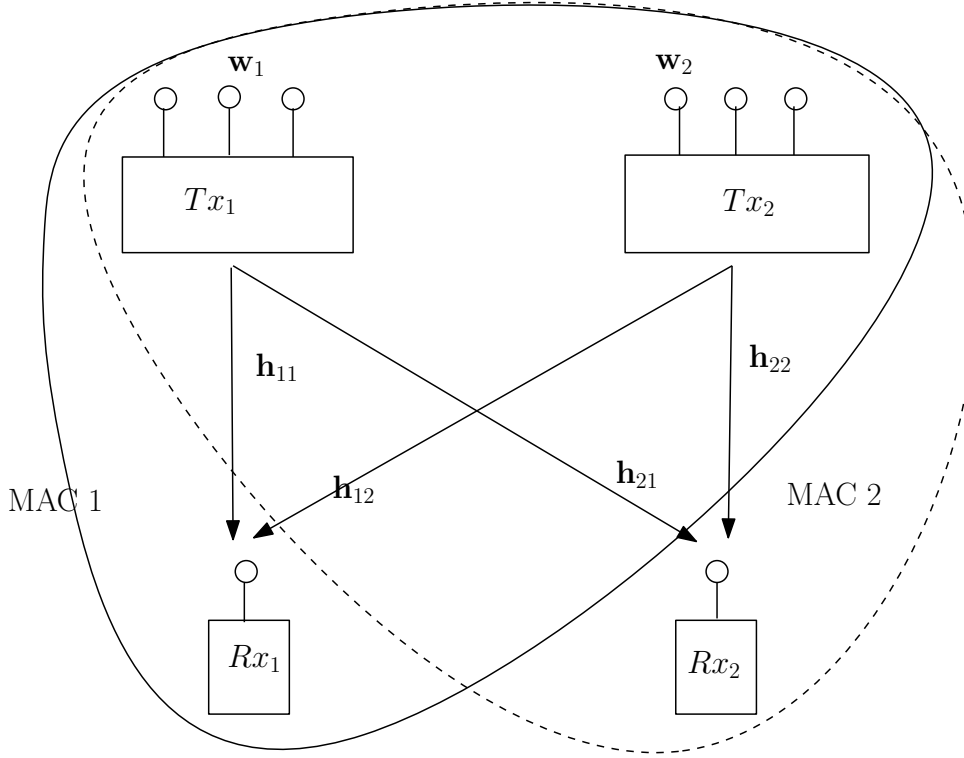 w₁
w₂
Tx₁
Tx₂
h₁₁
h₂₂
h₁₂
h₂₁
MAC 1
MAC 2
Rx₁
Rx₂